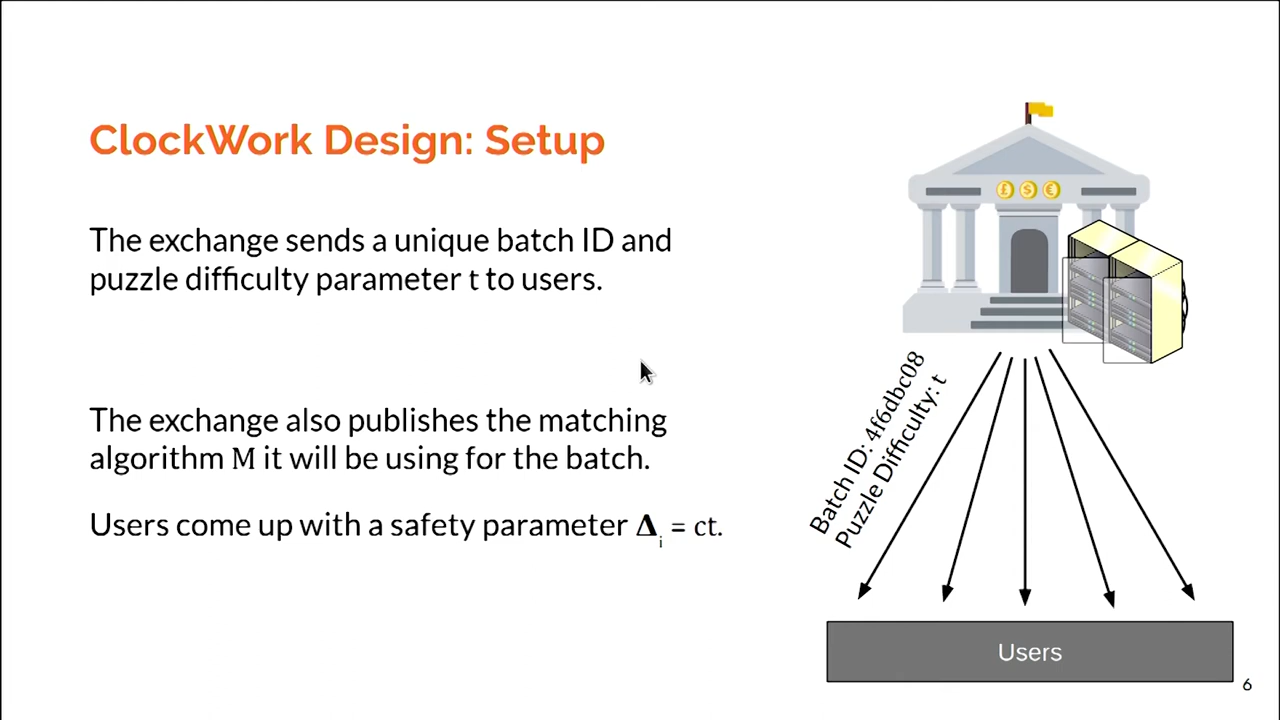 ClockWork Design: Setup
The exchange sends a unique batch ID and
puzzle difficulty parameter t to users.
The exchange also publishes the matching
algorithm M it will be using for the batch.
Users come up with a safety parameter Δi = ct.
£ $ €
Batch ID: 4f6dbc08
Puzzle Difficulty: t
Users
6